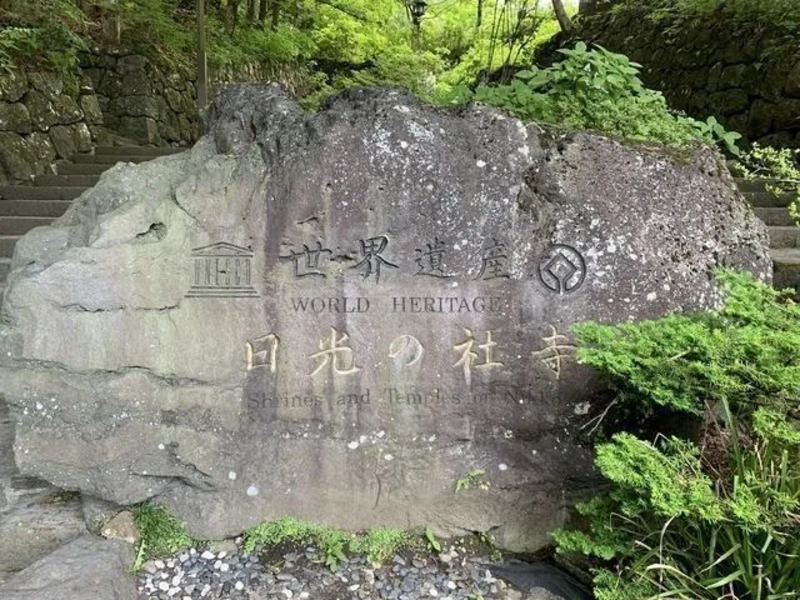 世界遺産
WORLD HERITAGE
日光の社寺
Shrines and Temples of Nikko